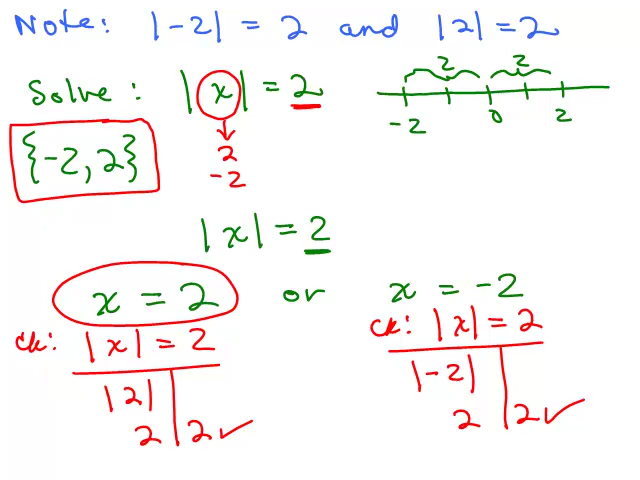 Note: |-2| = 2 and |2| = 2
Solve: |x| = 2
2 2
-2 0 2
{-2, 2}
2
-2
|x| = 2
x = 2 or x = -2
ck: |x| = 2
|2|
2 | 2 ✓
ck: |x| = 2
|-2|
2 | 2 ✓